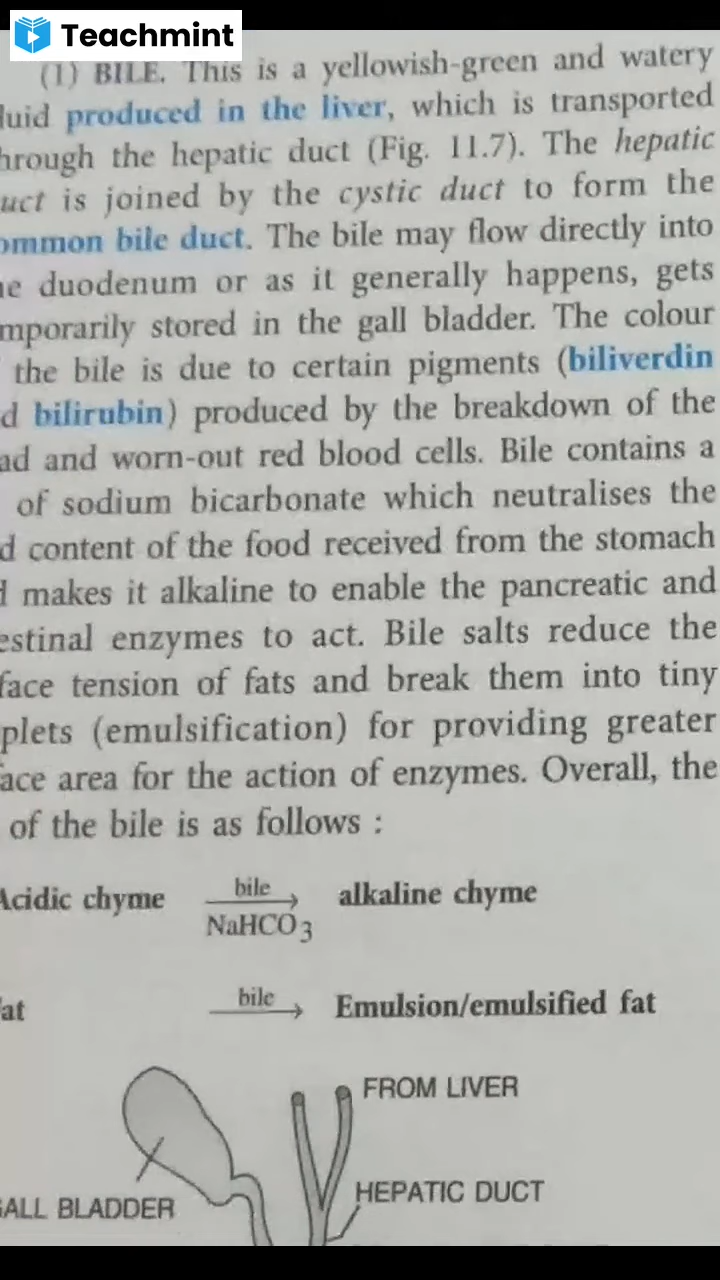 Teachmint
(1) BILE. This is a yellowish-green and watery
luid produced in the liver, which is transported
hrough the hepatic duct (Fig. 11.7). The hepatic
uct is joined by the cystic duct to form the
ommon bile duct. The bile may flow directly into
ne duodenum or as it generally happens, gets
mporarily stored in the gall bladder. The colour
the bile is due to certain pigments (biliverdin
d bilirubin) produced by the breakdown of the
ad and worn-out red blood cells. Bile contains a
of sodium bicarbonate which neutralises the
d content of the food received from the stomach
d makes it alkaline to enable the pancreatic and
estinal enzymes to act. Bile salts reduce the
face tension of fats and break them into tiny
plets (emulsification) for providing greater
ace area for the action of enzymes. Overall, the
of the bile is as follows :
Acidic chyme bile → alkaline chyme
NaHCO3
at bile → Emulsion/emulsified fat
FROM LIVER
HEPATIC DUCT
GALL BLADDER